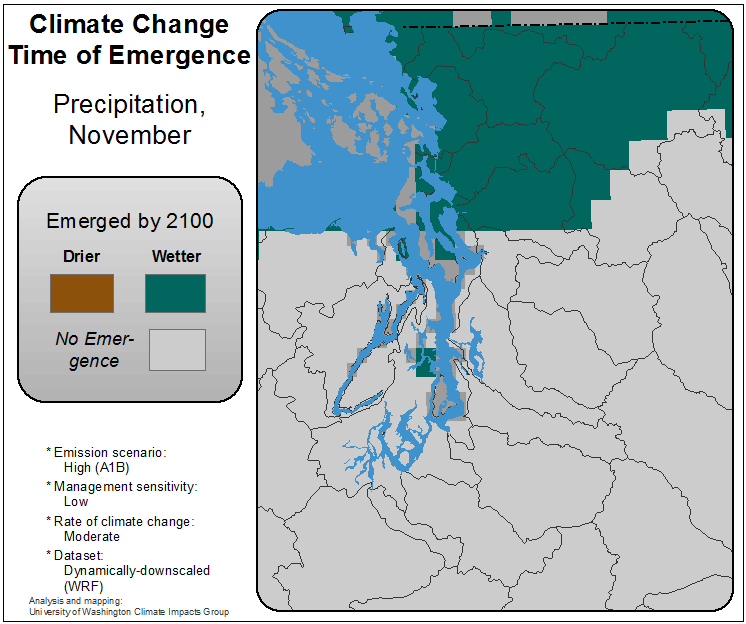 Climate Change
Time of Emergence
Precipitation,
November
Emerged by 2100
Drier
Wetter
No Emer-
gence
* Emission scenario:
High (A1B)
* Management sensitivity:
Low
* Rate of climate change:
Moderate
* Dataset:
Dynamically-downscaled
(WRF)
Analysis and mapping:
University of Washington Climate Impacts Group